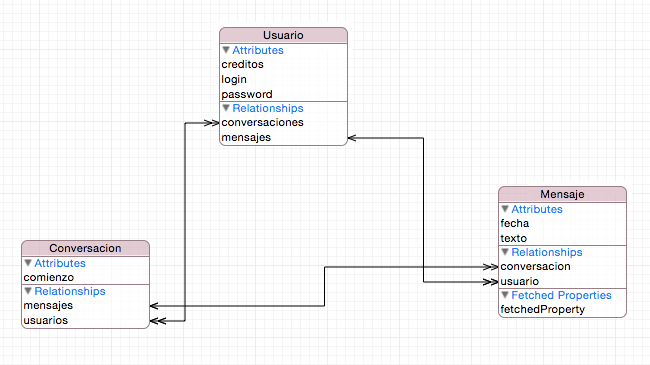 Usuario
Attributes
creditos
login
password
Relationships
conversaciones
mensajes
Mensaje
Attributes
fecha
texto
Relationships
conversacion
usuario
Fetched Properties
fetchedProperty
Conversacion
Attributes
comienzo
Relationships
mensajes
usuarios